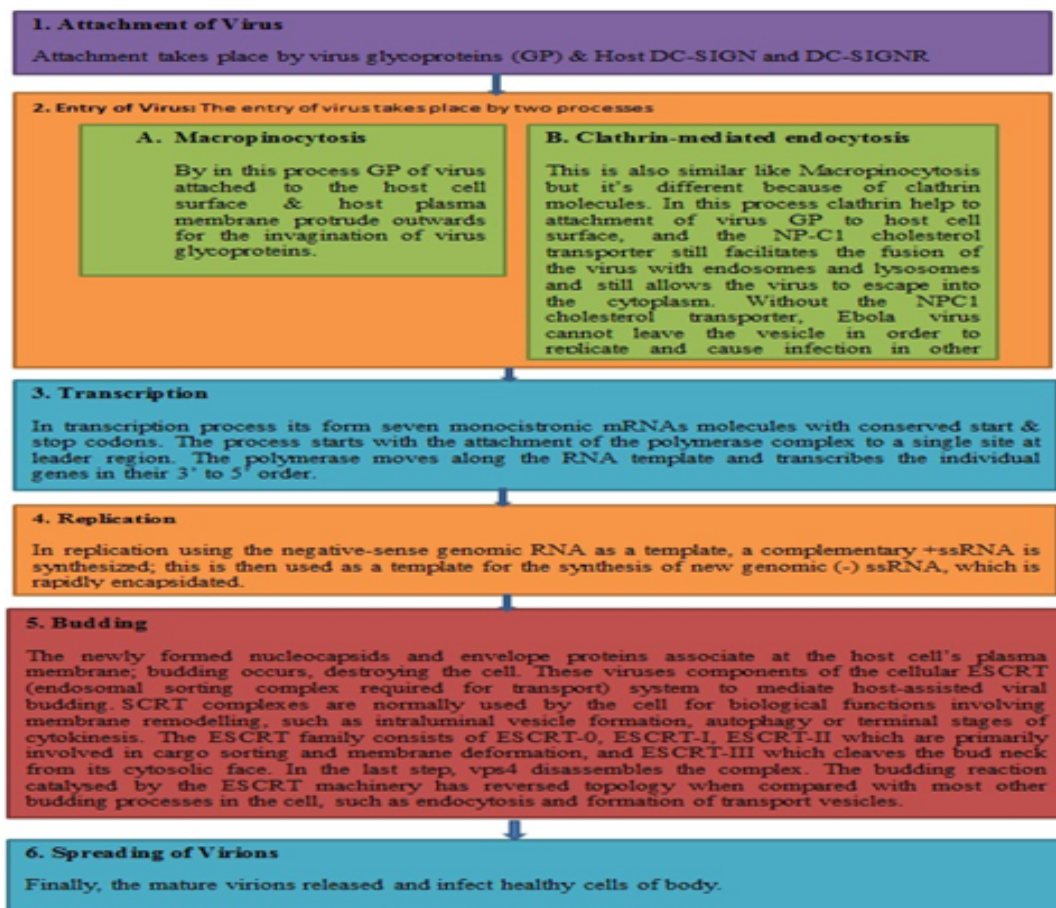 1. Attachment of Virus
Attachment takes place by virus glycoproteins (GP) & Host DC-SIGN and DC-SIGNR
2. Entry of Virus: The entry of virus takes place by two processes
A. Macropinocytosis
By in this process GP of virus
attached to the host cell
surface & host plasma
membrane protrude outwards
for the invagination of virus
glycoproteins.
B. Clathrin-mediated endocytosis
This is also similar like Macropinocytosis
but it's different because of clathrin
molecules. In this process clathrin help to
attachment of virus GP to host cell
surface, and the NP-C1 cholesterol
transporter still facilitates the fusion of
the virus with endosomes and lysosomes
and still allows the virus to escape into
the cytoplasm. Without the NPC1
cholesterol transporter, Ebola virus
cannot leave the vesicle in order to
replicate and cause infection in other
3. Transcription
In transcription process its form seven monocistronic mRNAs molecules with conserved start &
stop codons. The process starts with the attachment of the polymerase complex to a single site at
leader region. The polymerase moves along the RNA template and transcribes the individual
genes in their 3' to 5' order.
4. Replication
In replication using the negative-sense genomic RNA as a template, a complementary +ssRNA is
synthesized; this is then used as a template for the synthesis of new genomic (-) ssRNA, which is
rapidly encapsidated.
5. Budding
The newly formed nucleocapsids and envelope proteins associate at the host cell's plasma
membrane; budding occurs, destroying the cell. These viruses components of the cellular ESCRT
(endosomal sorting complex required for transport) system to mediate host-assisted viral
budding. SCRT complexes are normally used by the cell for biological functions involving
membrane remodelling, such as intraluminal vesicle formation, autophagy or terminal stages of
cytokinesis. The ESCRT family consists of ESCRT-0, ESCRT-I, ESCRT-II which are primarily
involved in cargo sorting and membrane deformation, and ESCRT-III which cleaves the bud neck
from its cytosolic face. In the last step, vps4 disassembles the complex. The budding reaction
catalysed by the ESCRT machinery has reversed topology when compared with most other
budding processes in the cell, such as endocytosis and formation of transport vesicles.
6. Spreading of Virions
Finally, the mature virions released and infect healthy cells of body.